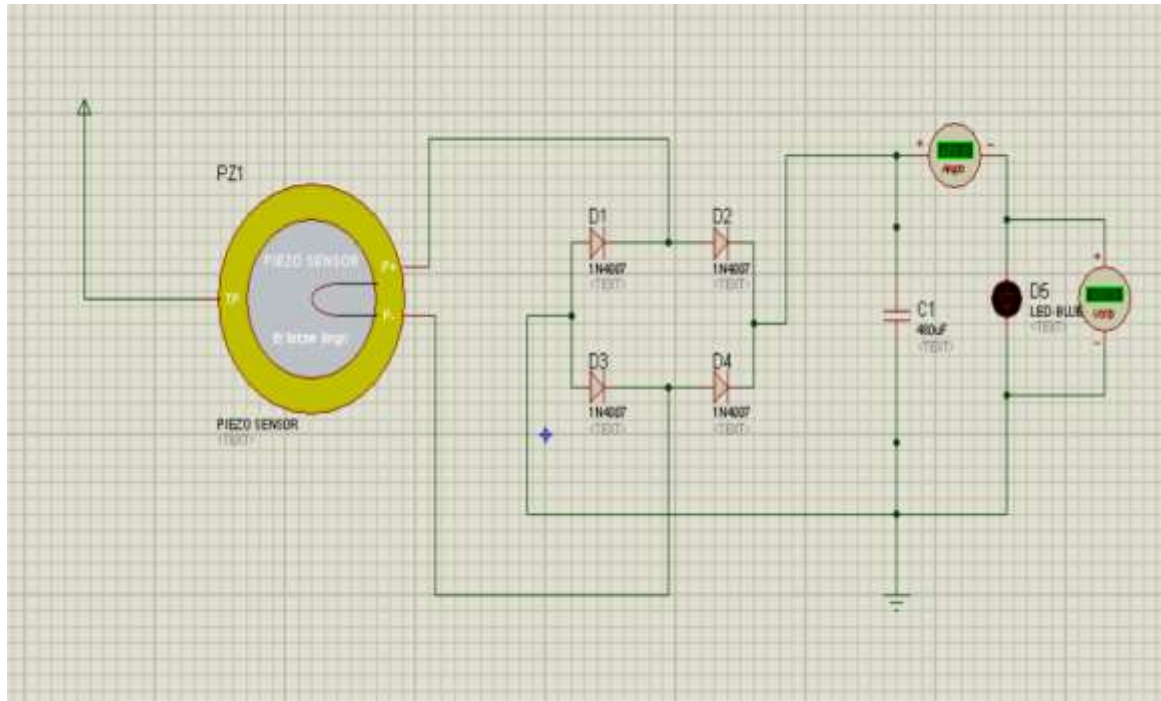 PZ1
PIEZO SENSOR
P+
TP
P-
PIEZO SENSOR
<TEXT>
D1
1N4007
<TEXT>
D2
1N4007
<TEXT>
D3
1N4007
<TEXT>
D4
1N4007
<TEXT>
C1
<TEXT>
+
-
Amps
D5
LED-BLUE
<TEXT>
+
Volts
-